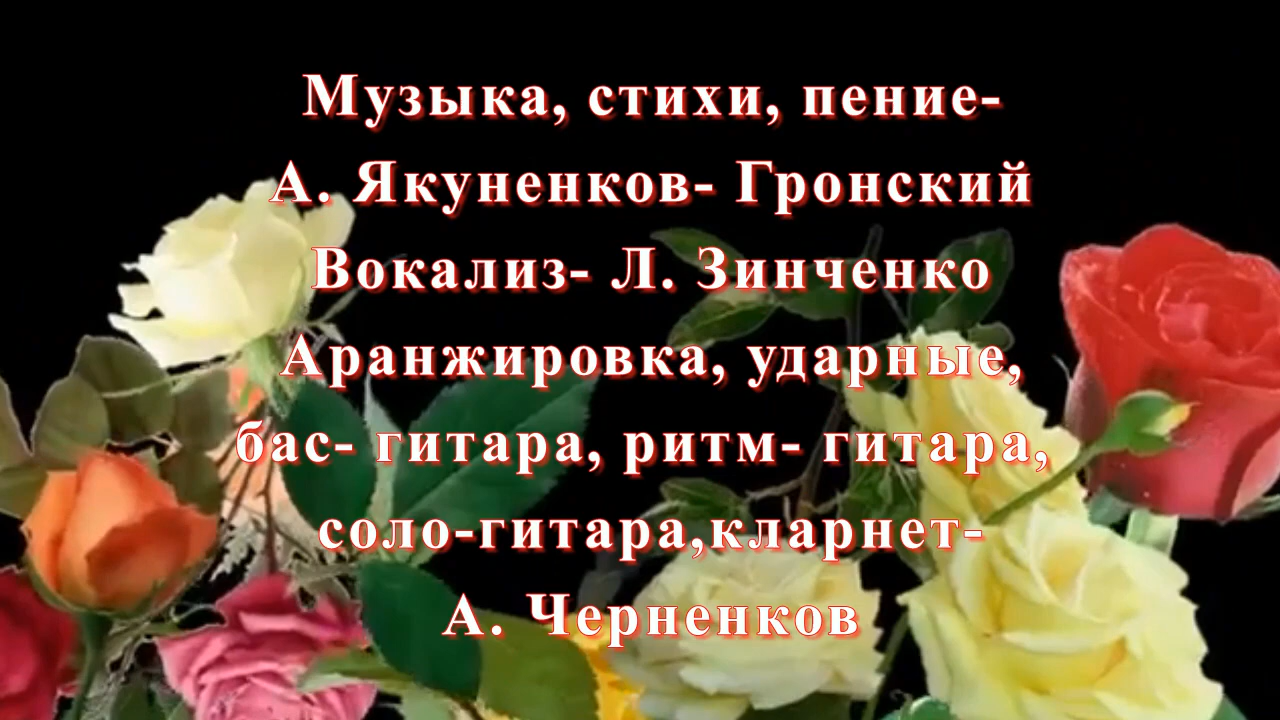 Музыка, стихи, пение-
А. Якуненков- Гронский
Вокализ- Л. Зинченко
Аранжировка, ударные,
бас- гитара, ритм- гитара,
соло-гитара,кларнет-
А. Черненков